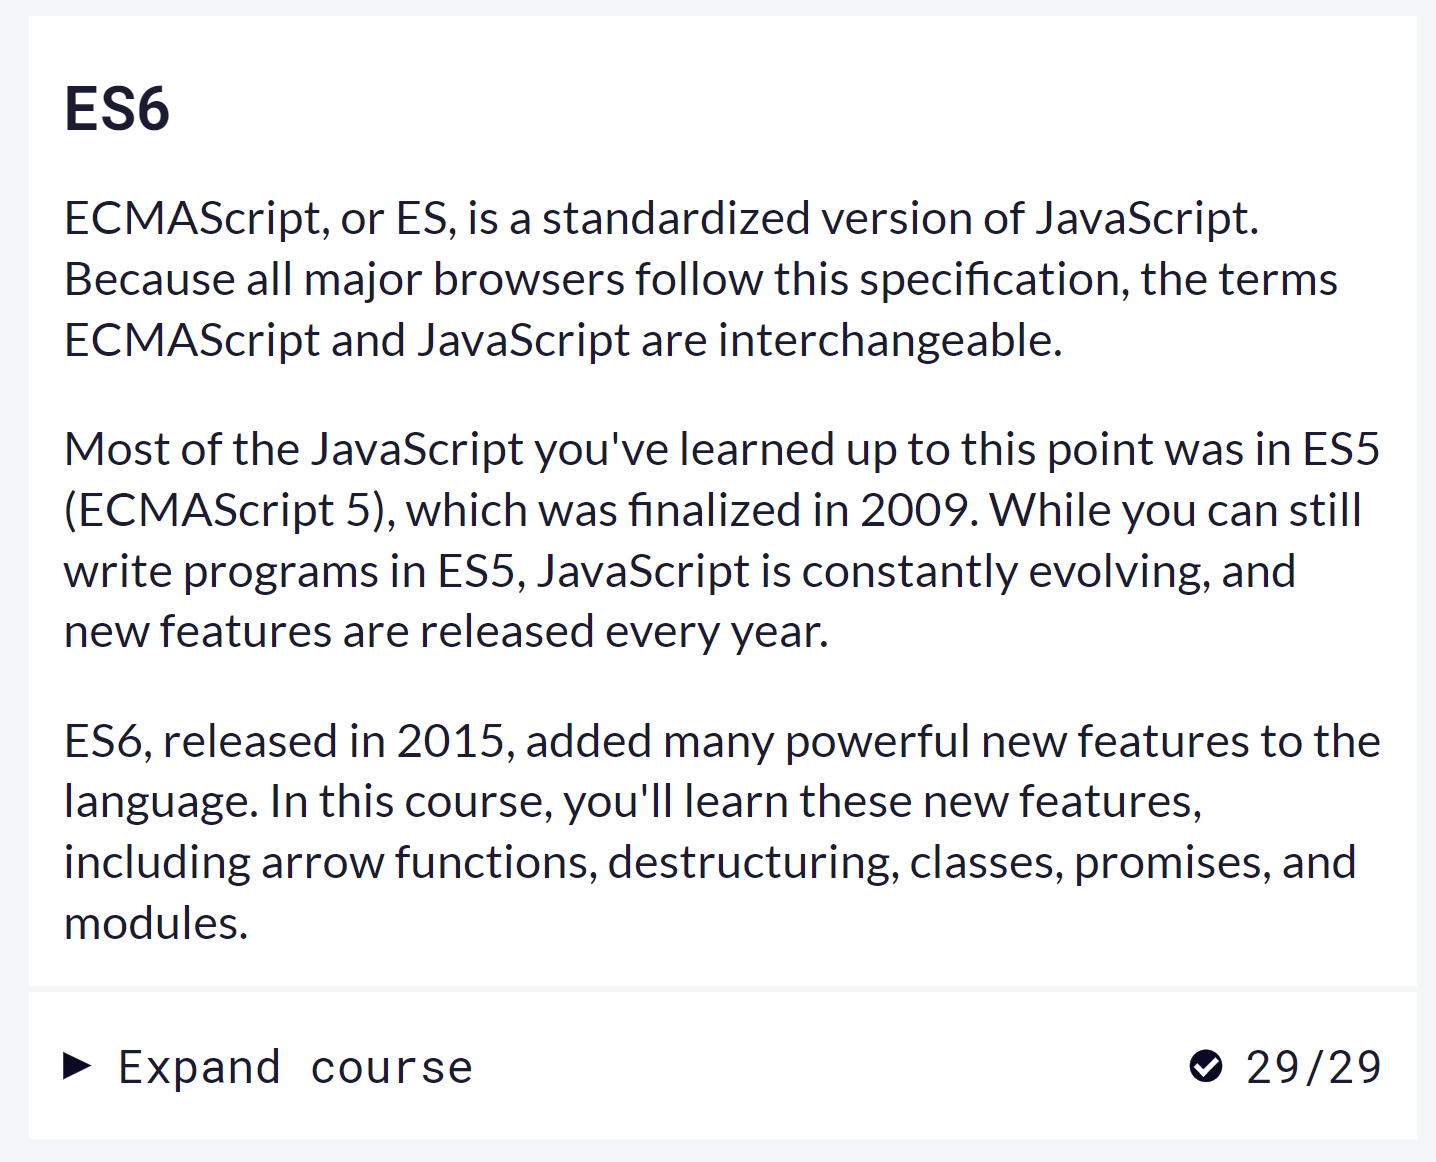 ES6
ECMAScript, or ES, is a standardized version of JavaScript.
Because all major browsers follow this specification, the terms
ECMAScript and JavaScript are interchangeable.
Most of the JavaScript you've learned up to this point was in ES5
(ECMAScript 5), which was finalized in 2009. While you can still
write programs in ES5, JavaScript is constantly evolving, and
new features are released every year.
ES6, released in 2015, added many powerful new features to the
language. In this course, you'll learn these new features,
including arrow functions, destructuring, classes, promises, and
modules.
Expand course 29/29